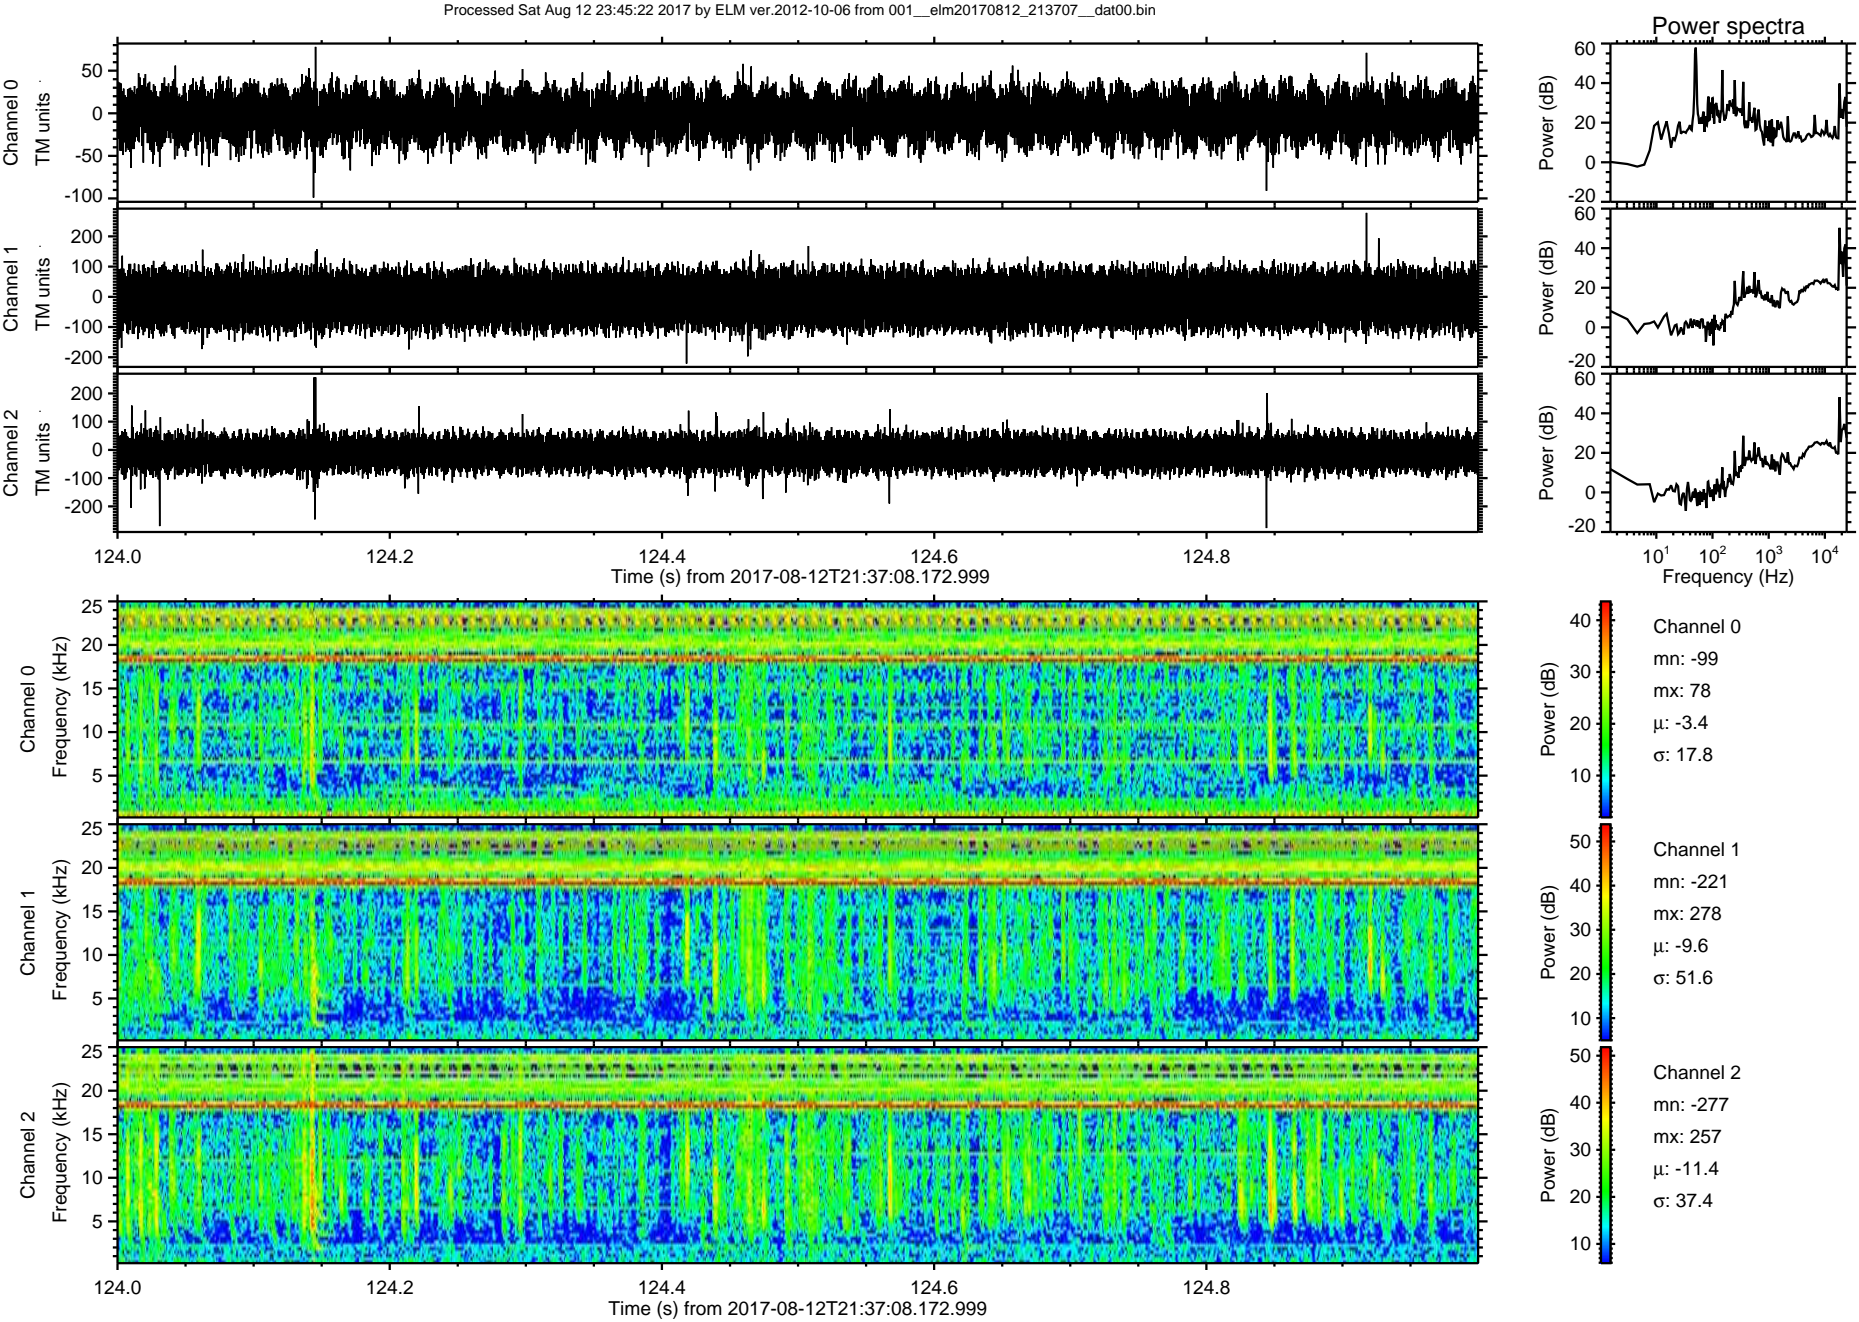 Processed Sat Aug 12 23:45:22 2017 by ELM ver.2012-10-06 from 001__elm20170812_213707__dat00.bin
Power spectra
Channel 0
TM units
50
0
-50
-100
Power (dB)
60
40
20
0
-20
Channel 1
TM units
200
100
0
-100
-200
Power (dB)
60
40
20
0
-20
Channel 2
TM units
200
100
0
-100
-200
Power (dB)
60
40
20
0
-20
124.0 124.2 124.4 124.6 124.8
Time (s) from 2017-08-12T21:37:08.172.999
10¹ 10² 10³ 10⁴
Frequency (Hz)
Channel 0
Frequency (kHz)
25
20
15
10
5
Power (dB)
40
30
20
10
Channel 0
mn: -99
mx: 78
μ: -3.4
σ: 17.8
Channel 1
Frequency (kHz)
25
20
15
10
5
Power (dB)
50
40
30
20
10
Channel 1
mn: -221
mx: 278
μ: -9.6
σ: 51.6
Channel 2
Frequency (kHz)
25
20
15
10
5
Power (dB)
50
40
30
20
10
Channel 2
mn: -277
mx: 257
μ: -11.4
σ: 37.4
124.0 124.2 124.4 124.6 124.8
Time (s) from 2017-08-12T21:37:08.172.999